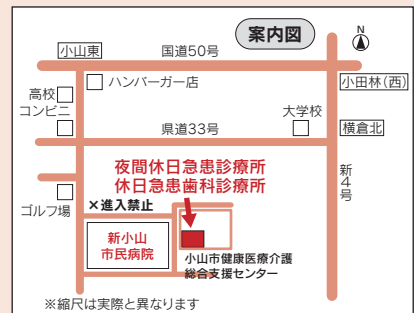 案内図
N
小山東
国道50号
ハンバーガー店
小田林(西)
高校
コンビニ
大学校
県道33号
横倉北
夜間休日急患診療所
休日急患歯科診療所
新4号
ゴルフ場
×進入禁止
新小山
市民病院
小山市健康医療介護
総合支援センター
※縮尺は実際と異なります